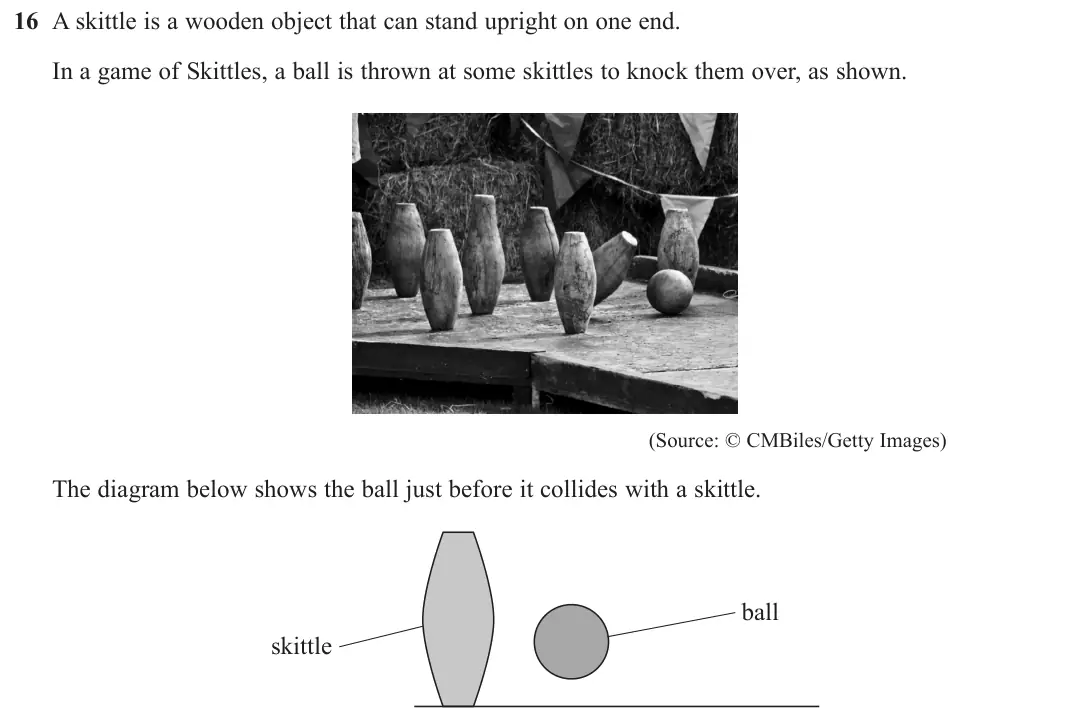 16 A skittle is a wooden object that can stand upright on one end.
In a game of Skittles, a ball is thrown at some skittles to knock them over, as shown.
(Source: © CMBiles/Getty Images)
The diagram below shows the ball just before it collides with a skittle.
ball
skittle